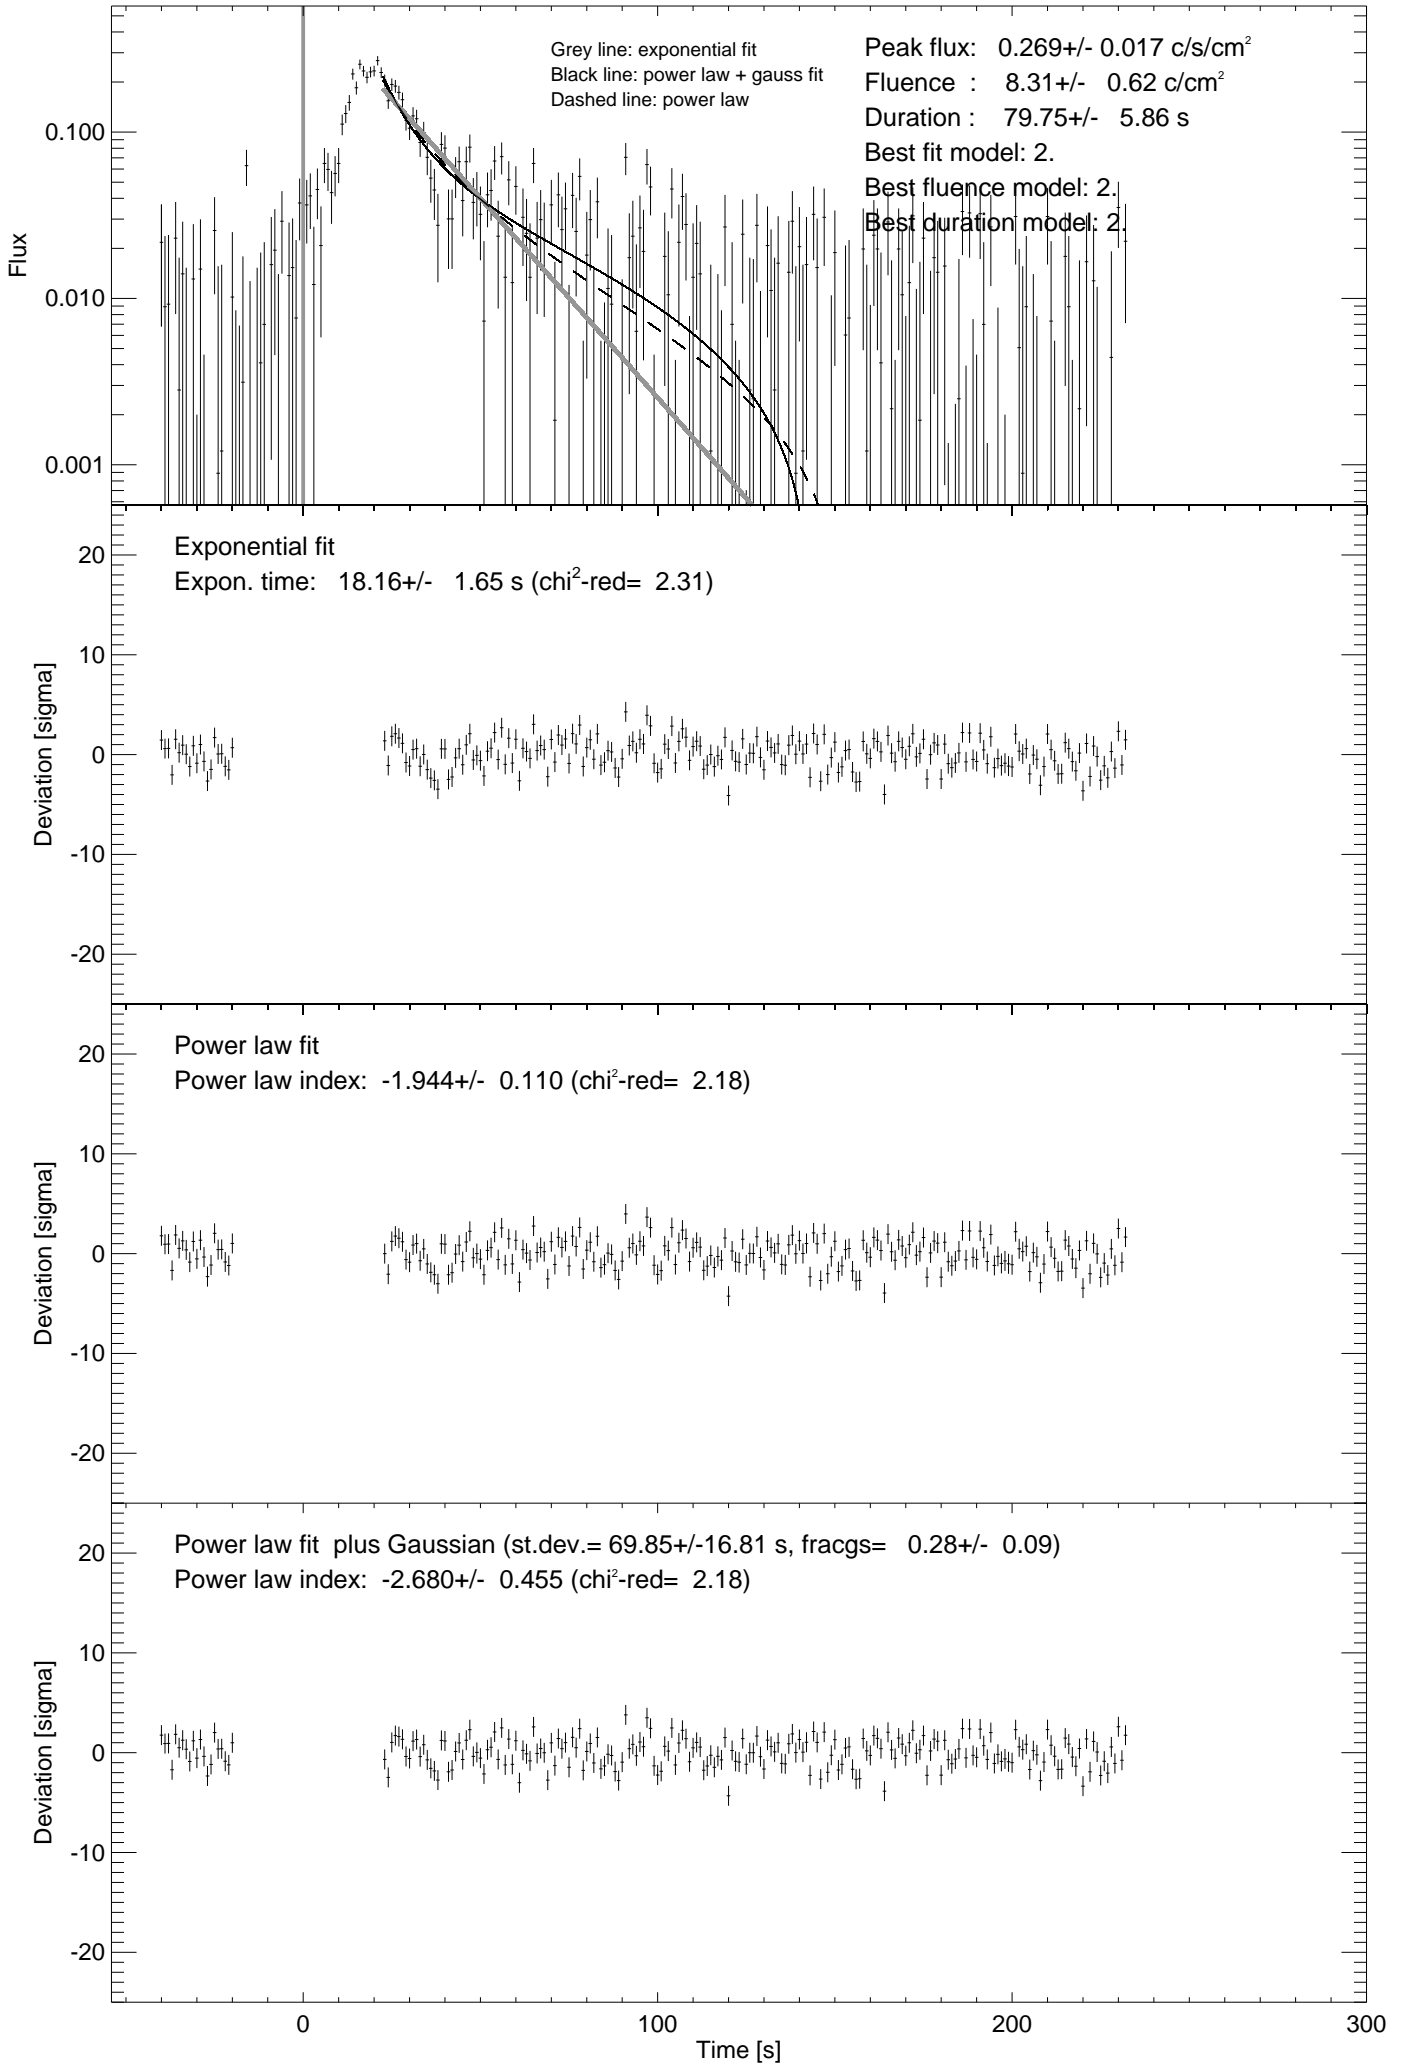 Grey line: exponential fit
Black line: power law + gauss fit
Dashed line: power law
Peak flux: 0.269+/- 0.017 c/s/cm²
Fluence : 8.31+/- 0.62 c/cm²
Duration : 79.75+/- 5.86 s
Best fit model: 2.
Best fluence model: 2.
Best duration model: 2.
Flux
0.100
0.010
0.001
Exponential fit
Expon. time: 18.16+/- 1.65 s (chi²-red= 2.31)
Deviation [sigma]
20
10
0
-10
-20
Power law fit
Power law index: -1.944+/- 0.110 (chi²-red= 2.18)
Deviation [sigma]
20
10
0
-10
-20
Power law fit plus Gaussian (st.dev.= 69.85+/-16.81 s, fracgs= 0.28+/- 0.09)
Power law index: -2.680+/- 0.455 (chi²-red= 2.18)
Deviation [sigma]
20
10
0
-10
-20
0 100 200 300
Time [s]